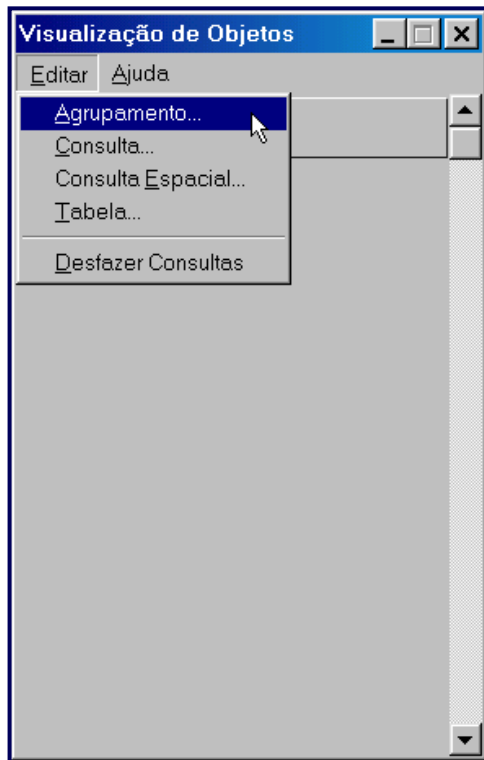 Visualização de Objetos
Editar Ajuda
Agrupamento...
Consulta...
Consulta Espacial...
Tabela...
Desfazer Consultas